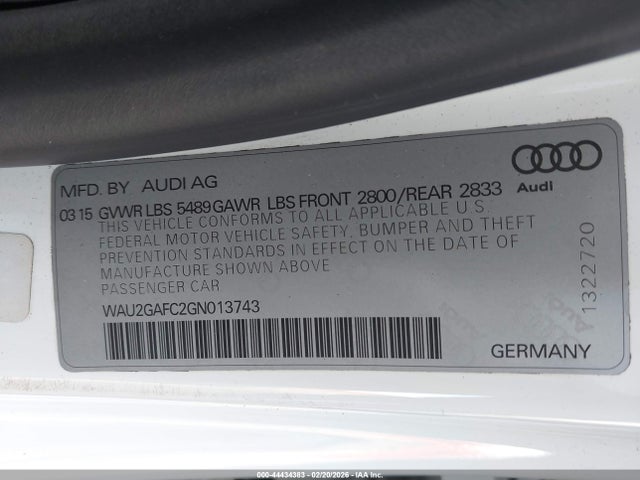 MFD. BY AUDI AG
Audi
03 15 GVWR LBS 5489 GAWR LBS FRONT 2800/REAR 2833
THIS VEHICLE CONFORMS TO ALL APPLICABLE U.S.
FEDERAL MOTOR VEHICLE SAFETY, BUMPER AND THEFT
PREVENTION STANDARDS IN EFFECT ON THE DATE OF
MANUFACTURE SHOWN ABOVE
PASSENGER CAR
WAU2GAFC2GN013743
GERMANY
1322720
000-44434383 - 02/20/2026 - IAA Inc.